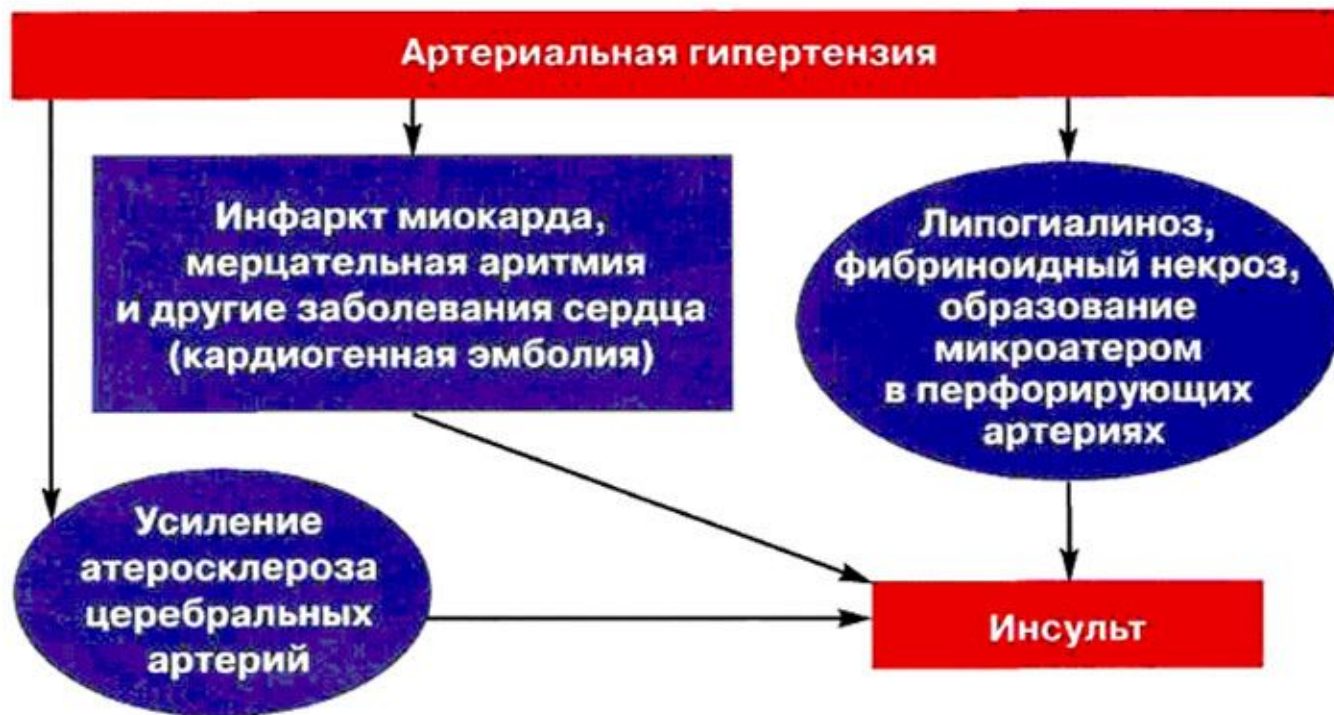 Артериальная гипертензия
Инфаркт миокарда,
мерцательная аритмия
и другие заболевания сердца
(кардиогенная эмболия)
Липогиалиноз,
фибриноидный некроз,
образование
микроатером
в перфорирующих
артериях
Усиление
атеросклероза
церебральных
артерий
Инсульт